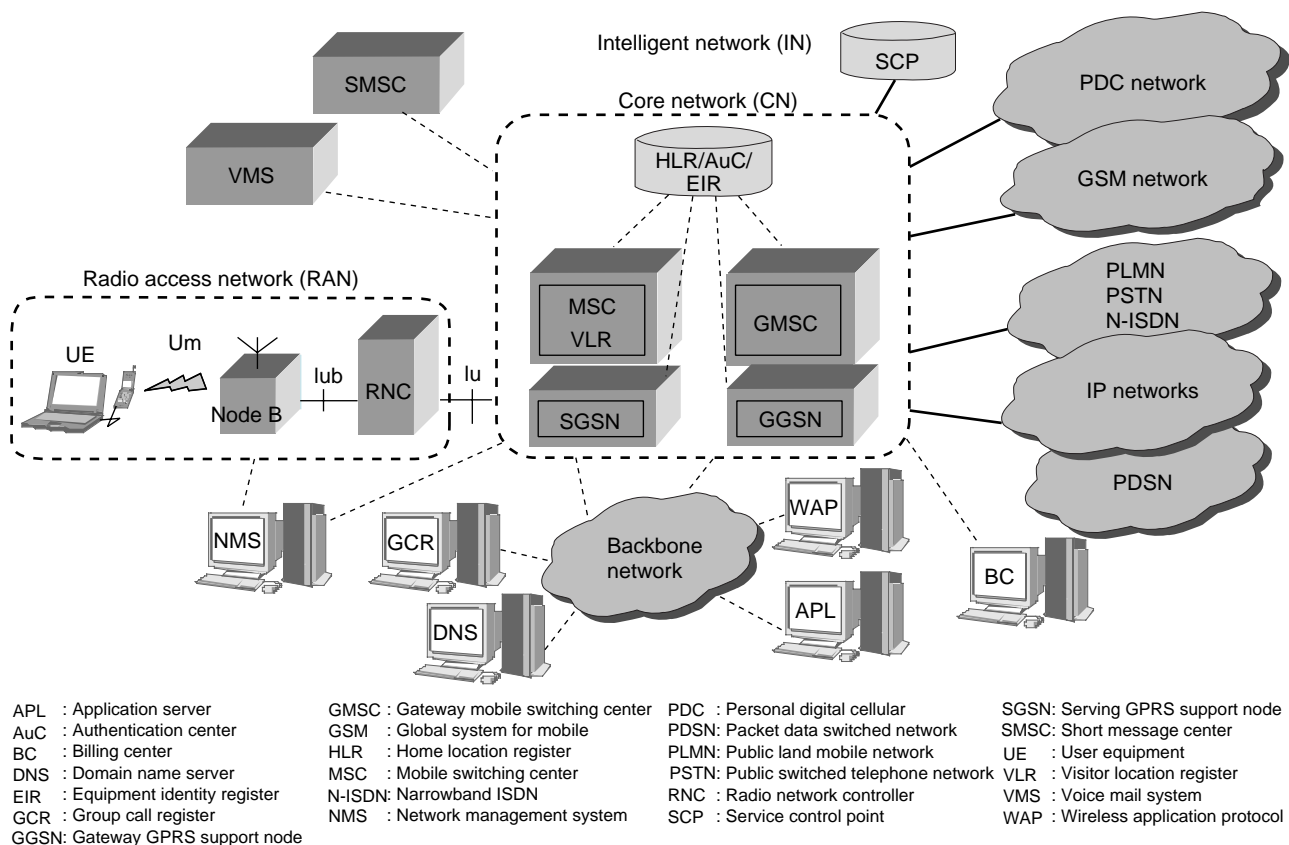 Intelligent network (IN)
SCP
SMSC
Core network (CN)
PDC network
VMS
HLR/AuC/
EIR
GSM network
Radio access network (RAN)
MSC
VLR
GMSC
PLMN
PSTN
N-ISDN
UE
Um
Iub
RNC
Iu
Node B
SGSN
GGSN
IP networks
PDSN
NMS
GCR
Backbone
network
WAP
BC
DNS
APL
APL : Application server
AuC : Authentication center
BC : Billing center
DNS : Domain name server
EIR : Equipment identity register
GCR : Group call register
GGSN: Gateway GPRS support node
GMSC : Gateway mobile switching center
GSM : Global system for mobile
HLR : Home location register
MSC : Mobile switching center
N-ISDN: Narrowband ISDN
NMS : Network management system
PDC : Personal digital cellular
PDSN: Packet data switched network
PLMN : Public land mobile network
PSTN: Public switched telephone network
RNC : Radio network controller
SCP : Service control point
SGSN: Serving GPRS support node
SMSC: Short message center
UE : User equipment
VLR : Visitor location register
VMS : Voice mail system
WAP : Wireless application protocol